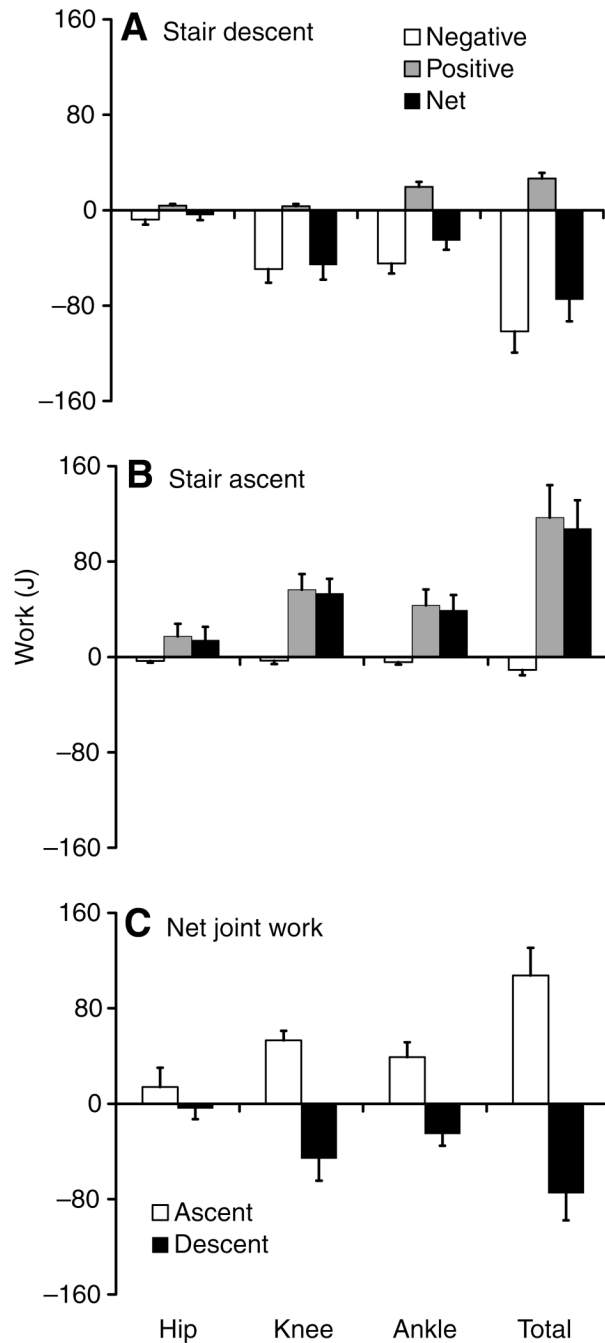 A Stair descent
Negative
Positive
Net
160
80
0
−80
−160
B Stair ascent
160
80
0
−80
−160
Work (J)
C Net joint work
160
80
0
−80
−160
Ascent
Descent
Hip Knee Ankle Total